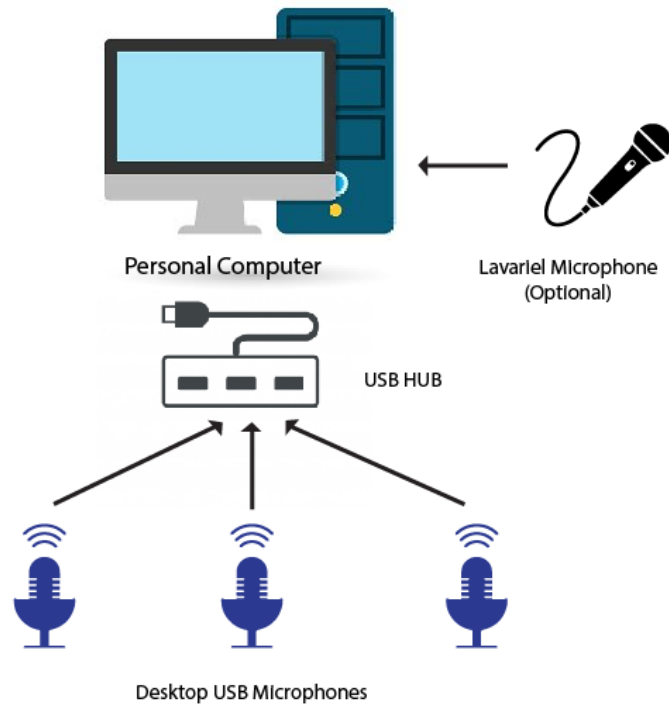 Personal Computer
Lavariel Microphone
(Optional)
USB HUB
Desktop USB Microphones